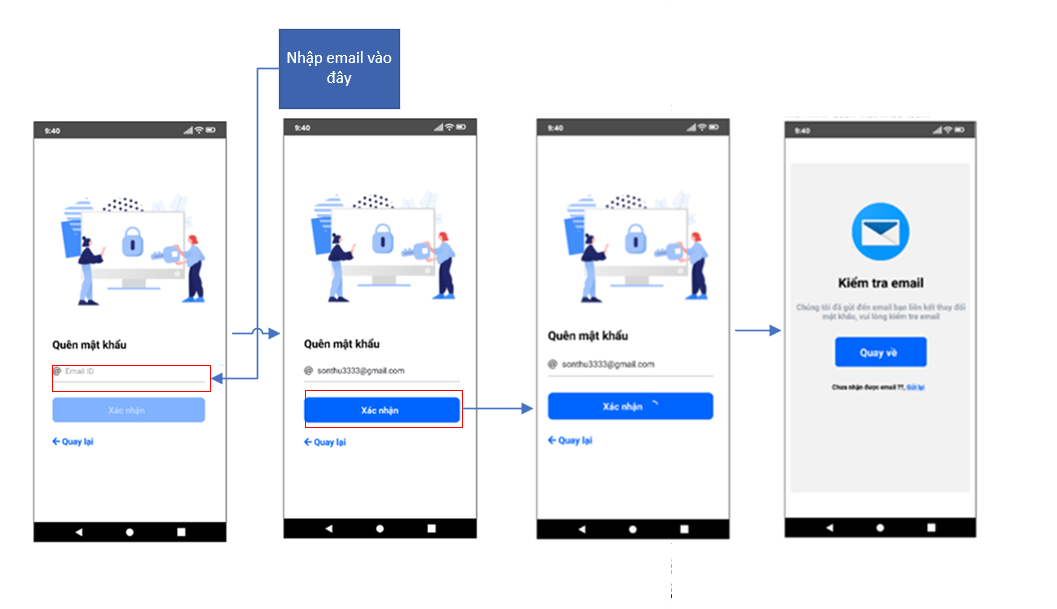 Nhập email vào
đây
9:40
Quên mật khẩu
@ Email ID
Xác nhận
← Quay lại
9:40
Quên mật khẩu
@ sonthu3333@gmail.com
Xác nhận
← Quay lại
9:40
Quên mật khẩu
@ sonthu3333@gmail.com
Xác nhận
← Quay lại
9:40
Kiểm tra email
Chúng tôi đã gửi đến email bạn liên kết thay đổi
mật khẩu, vui lòng kiểm tra email
Quay về
Chưa nhận được email ??, Gửi lại